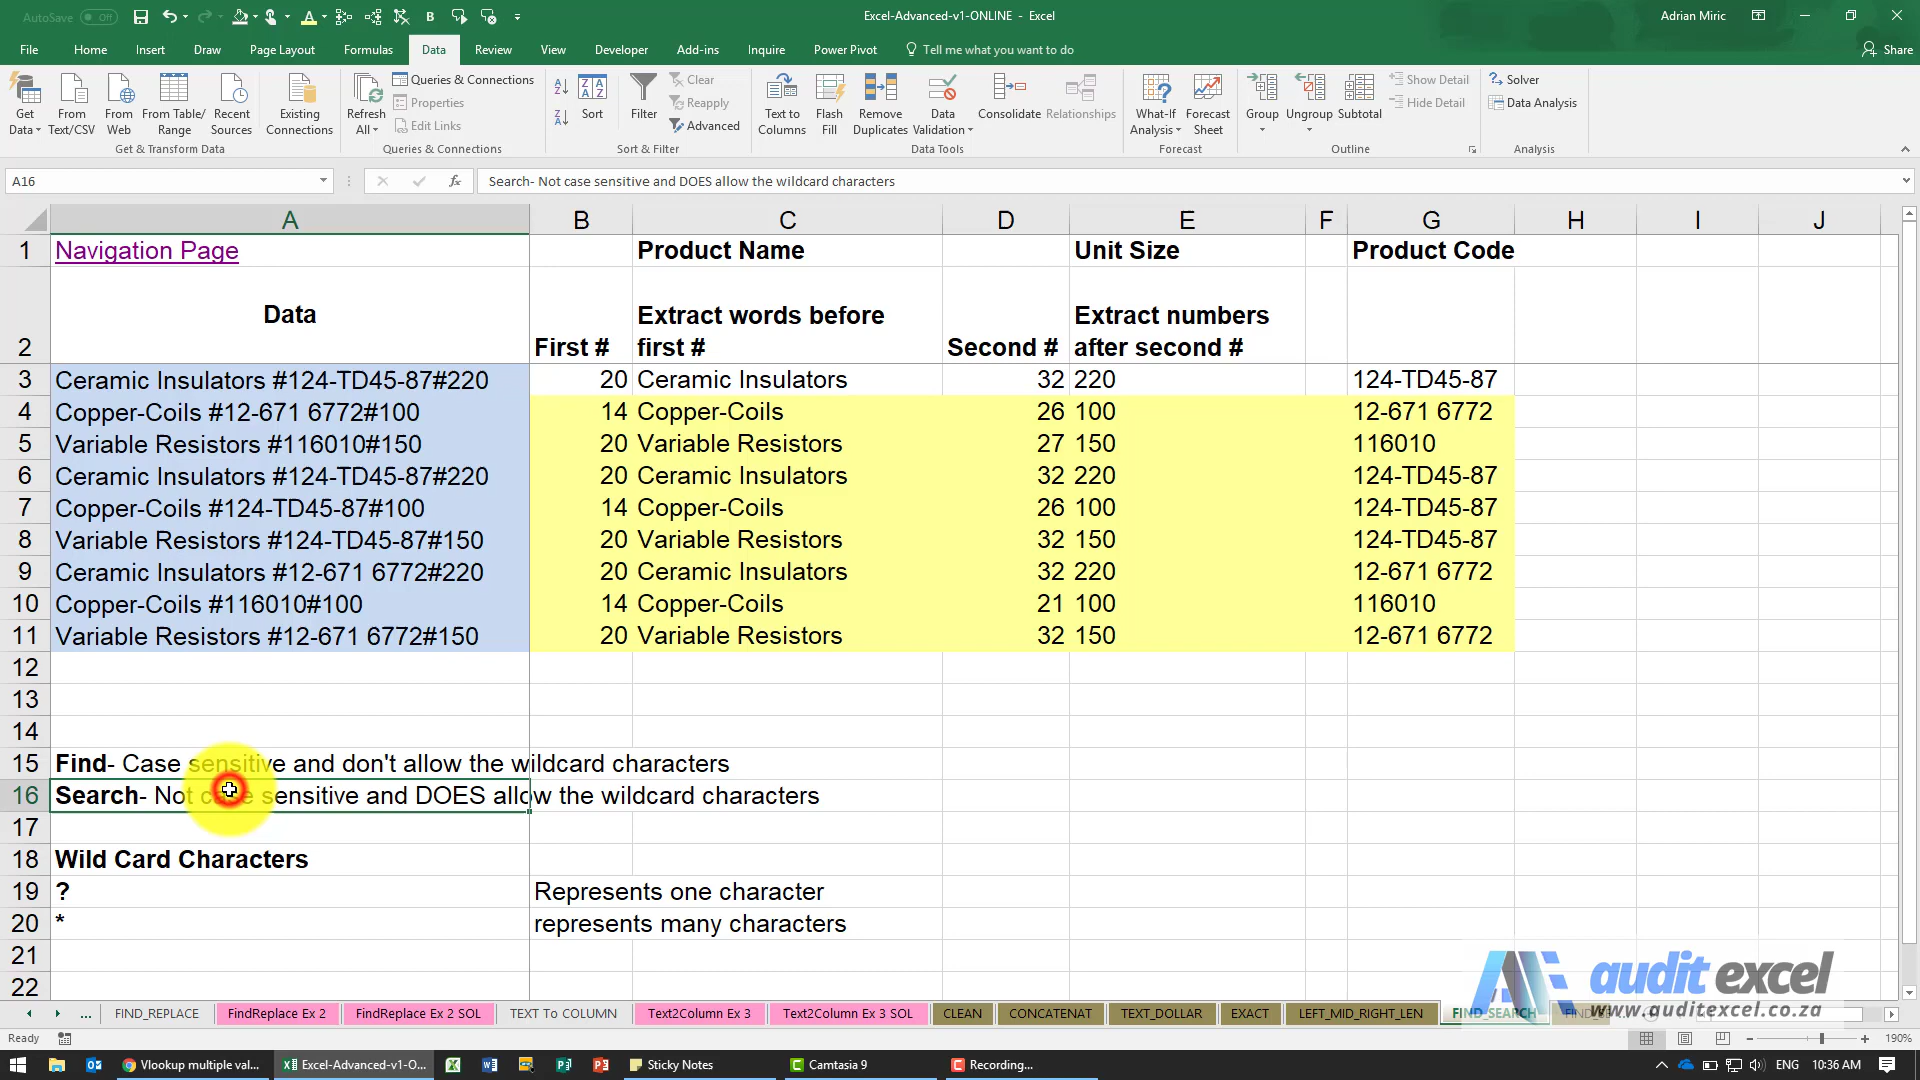 AutoSave Off
Excel-Advanced-v1-ONLINE - Excel
Adrian Miric
File Home Insert Draw Page Layout Formulas Data Review View Developer Add-ins Inquire Power Pivot Tell me what you want to do Share
Get Data
From Text/CSV
From Web
From Table/ Range
Recent Sources
Existing Connections
Get & Transform Data
Refresh All
Queries & Connections
Properties
Edit Links
Queries & Connections
Sort
Filter
Clear
Reapply
Advanced
Sort & Filter
Text to Columns
Flash Fill
Remove Duplicates
Data Validation
Consolidate
Relationships
Data Tools
What-If Analysis
Forecast Sheet
Forecast
Group
Ungroup
Subtotal
Show Detail
Hide Detail
Outline
Solver
Data Analysis
Analysis
A16
fx
Search- Not case sensitive and DOES allow the wildcard characters
A B C D E F G H I J
1 Navigation Page Product Name Unit Size Product Code
Data
Extract words before
Extract numbers
2 First # first # Second # after second #
3 Ceramic Insulators #124-TD45-87#220 20 Ceramic Insulators 32 220 124-TD45-87
4 Copper-Coils #12-671 6772#100 14 Copper-Coils 26 100 12-671 6772
5 Variable Resistors #116010#150 20 Variable Resistors 27 150 116010
6 Ceramic Insulators #124-TD45-87#220 20 Ceramic Insulators 32 220 124-TD45-87
7 Copper-Coils #124-TD45-87#100 14 Copper-Coils 26 100 124-TD45-87
8 Variable Resistors #124-TD45-87#150 20 Variable Resistors 32 150 124-TD45-87
9 Ceramic Insulators #12-671 6772#220 20 Ceramic Insulators 32 220 12-671 6772
10 Copper-Coils #116010#100 14 Copper-Coils 21 100 116010
11 Variable Resistors #12-671 6772#150 20 Variable Resistors 32 150 12-671 6772
12
13
14
15 Find- Case sensitive and don't allow the wildcard characters
16 Search- Not case sensitive and DOES allow the wildcard characters
17
18 Wild Card Characters
19 ? Represents one character
20 * represents many characters
21
22
audit excel
www.auditexcel.co.za
... FIND_REPLACE FindReplace Ex 2 FindReplace Ex 2 SOL TEXT To COLUMN Text2Column Ex 3 Text2Column Ex 3 SOL CLEAN CONCATENAT TEXT_DOLLAR EXACT LEFT_MID_RIGHT_LEN FIND_SEARCH
Ready
190%
Vlookup multiple val...
Excel-Advanced-v1-O...
Sticky Notes
Camtasia 9
Recording...
ENG
10:36 AM